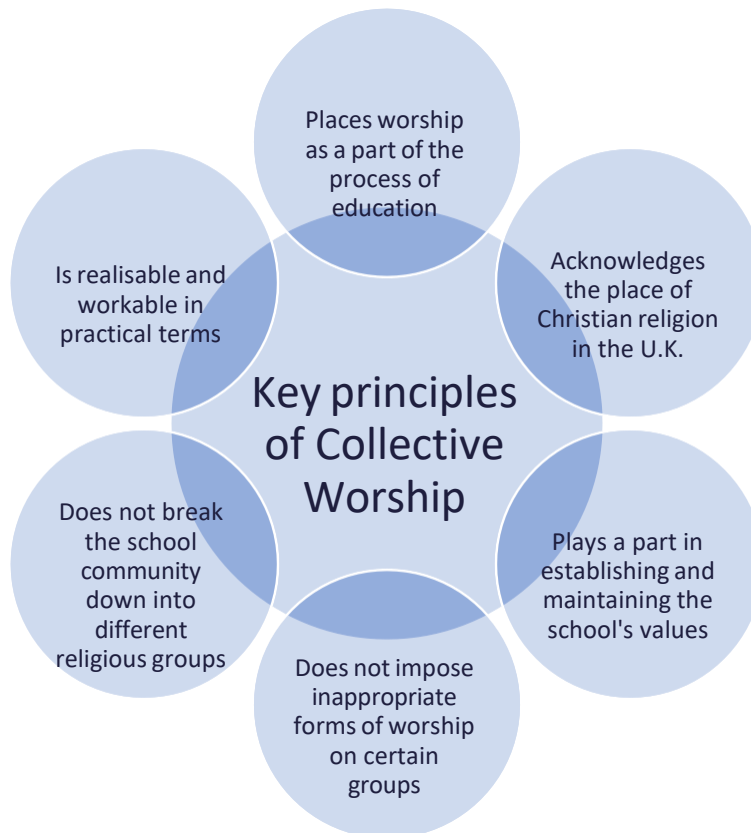 Places worship
as a part of the
process of
education
Acknowledges
the place of
Christian religion
in the U.K.
Plays a part in
establishing and
maintaining the
school's values
Does not impose
inappropriate
forms of worship
on certain
groups
Does not break
the school
community
down into
different
religious groups
Is realisable and
workable in
practical terms
Key principles
of Collective
Worship